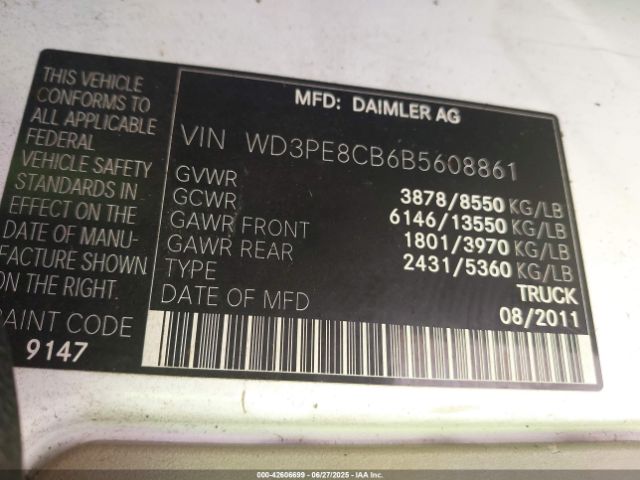 THIS VEHICLE
CONFORMS TO
ALL APPLICABLE
FEDERAL
VEHICLE SAFETY
STANDARDS IN
EFFECT ON THE
DATE OF MANU-
FACTURE SHOWN
ON THE RIGHT.
PAINT CODE
9147
MFD: DAIMLER AG
VIN WD3PE8CB6B5608861
GVWR 3878/8550 KG/LB
GCWR 6146/13550 KG/LB
GAWR FRONT 1801/3970 KG/LB
GAWR REAR 2431/5360 KG/LB
TYPE TRUCK
DATE OF MFD 08/2011
000-42606699 | 06/27/2025 | IAA Inc.